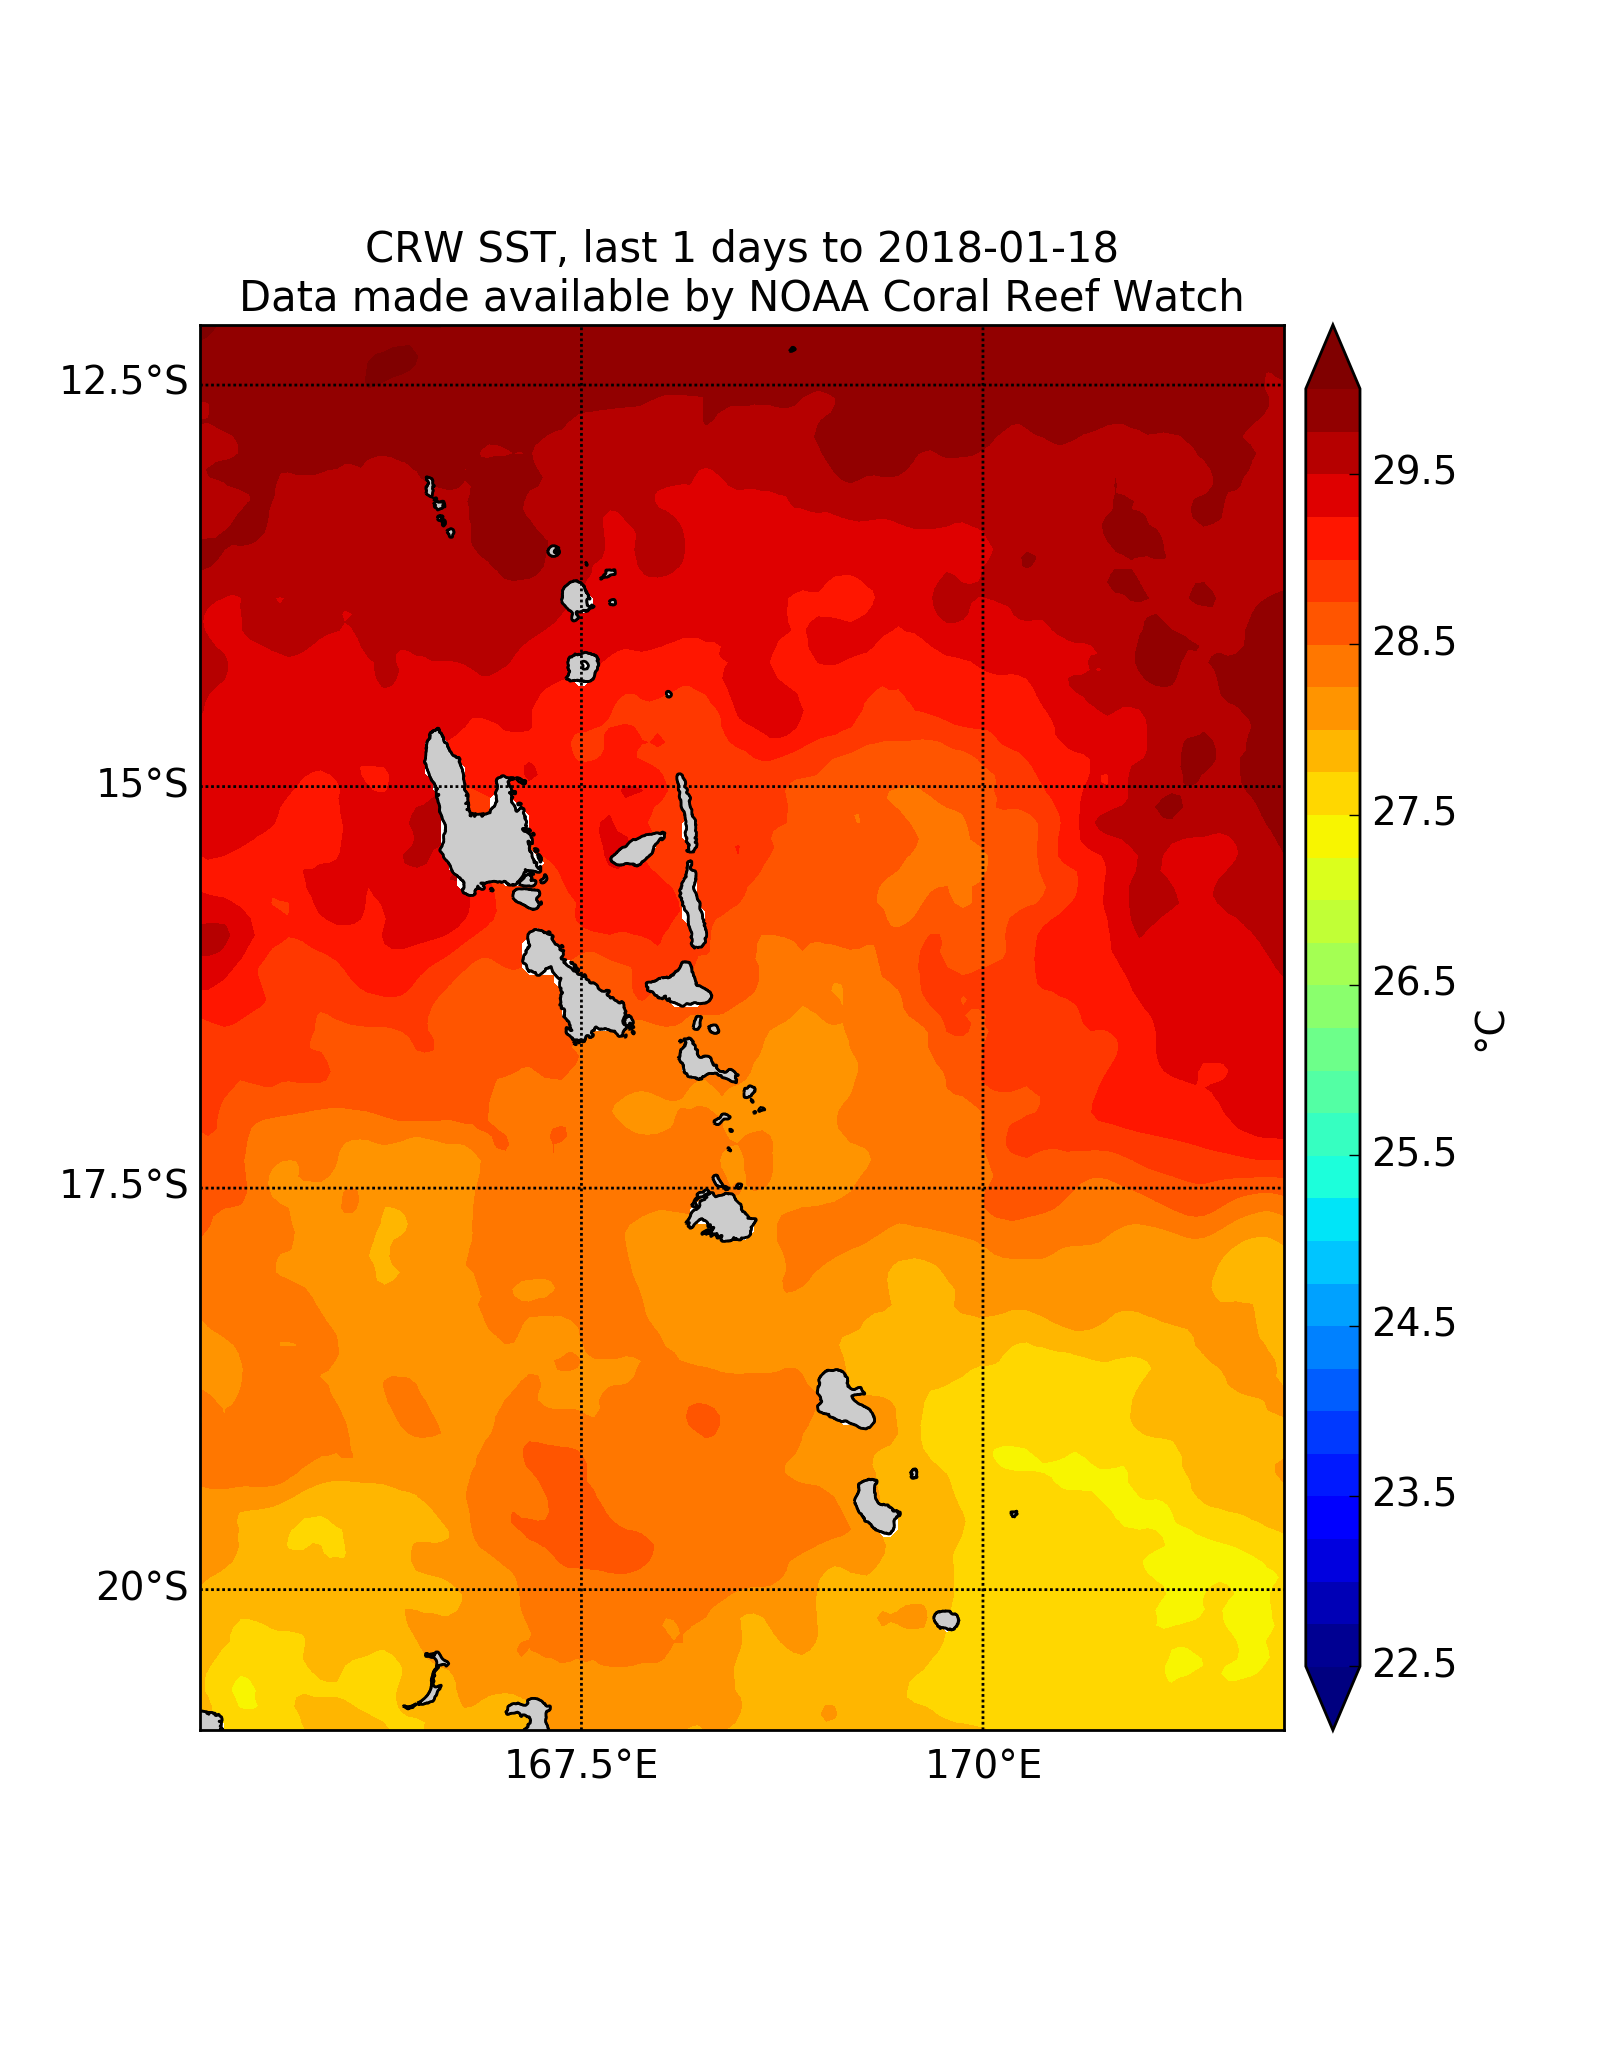 CRW SST, last 1 days to 2018-01-18
Data made available by NOAA Coral Reef Watch
12.5°S
15°S
17.5°S
20°S
167.5°E
170°E
29.5
28.5
27.5
26.5
25.5
24.5
23.5
22.5
°C